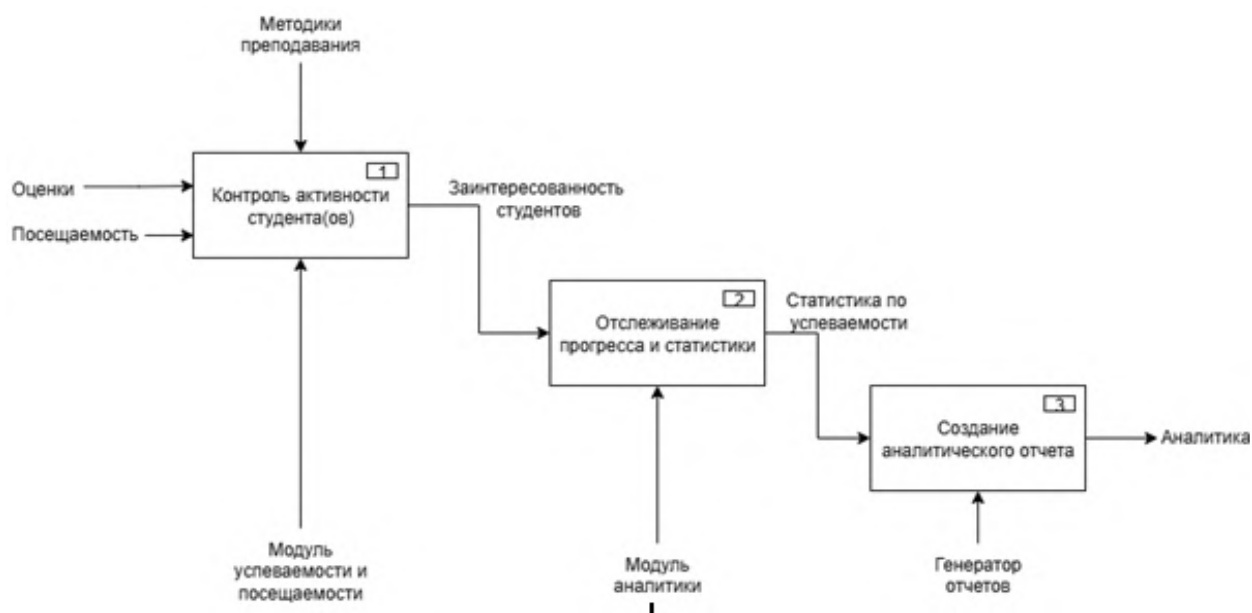 Методики
преподавания
1
Оценки
Контроль активности
студента(ов)
Посещаемость
Заинтересованность
студентов
2
Отслеживание
прогресса и статистики
Статистика по
успеваемости
3
Создание
аналитического отчета
Аналитика
Модуль
успеваемости и
посещаемости
Модуль
аналитики
Генератор
отчетов